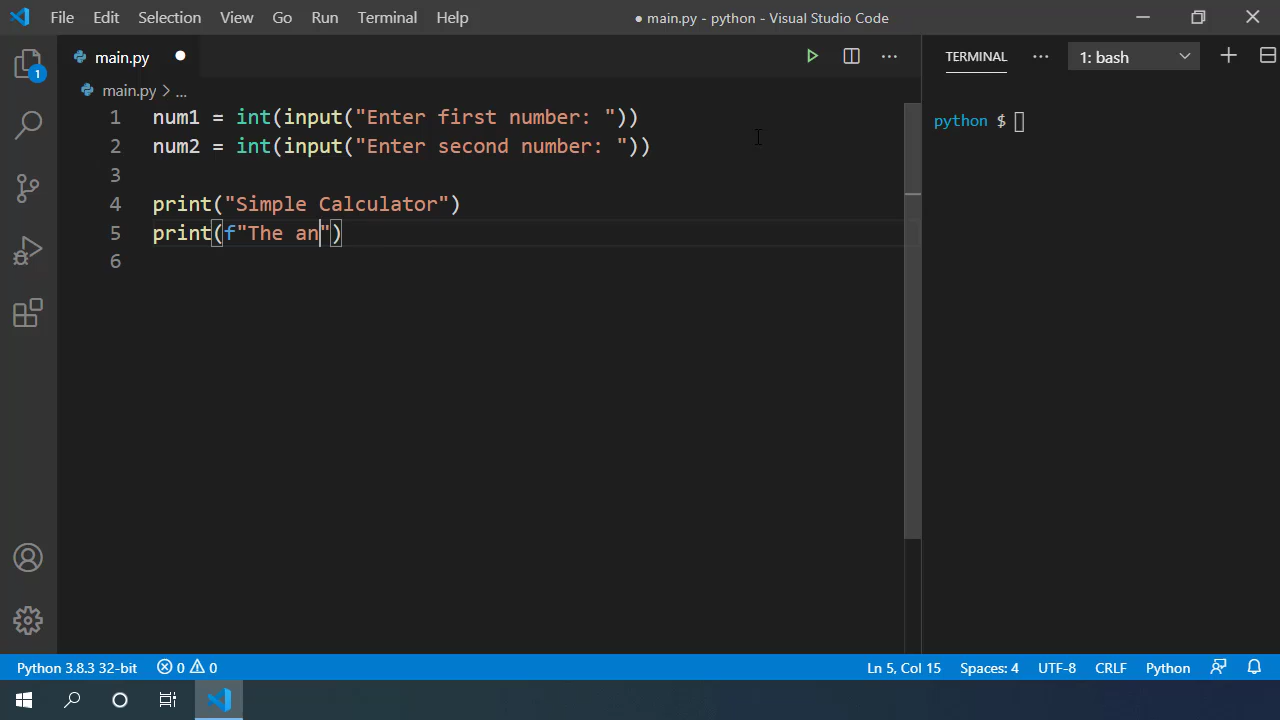 File Edit Selection View Go Run Terminal Help ● main.py - python - Visual Studio Code
main.py ● TERMINAL ... 1: bash
1
main.py > ...
1 num1 = int(input("Enter first number: "))
python $
2 num2 = int(input("Enter second number: "))
3
4 print("Simple Calculator")
5 print(f"The an")
6
Python 3.8.3 32-bit 0 0 Ln 5, Col 15 Spaces: 4 UTF-8 CRLF Python